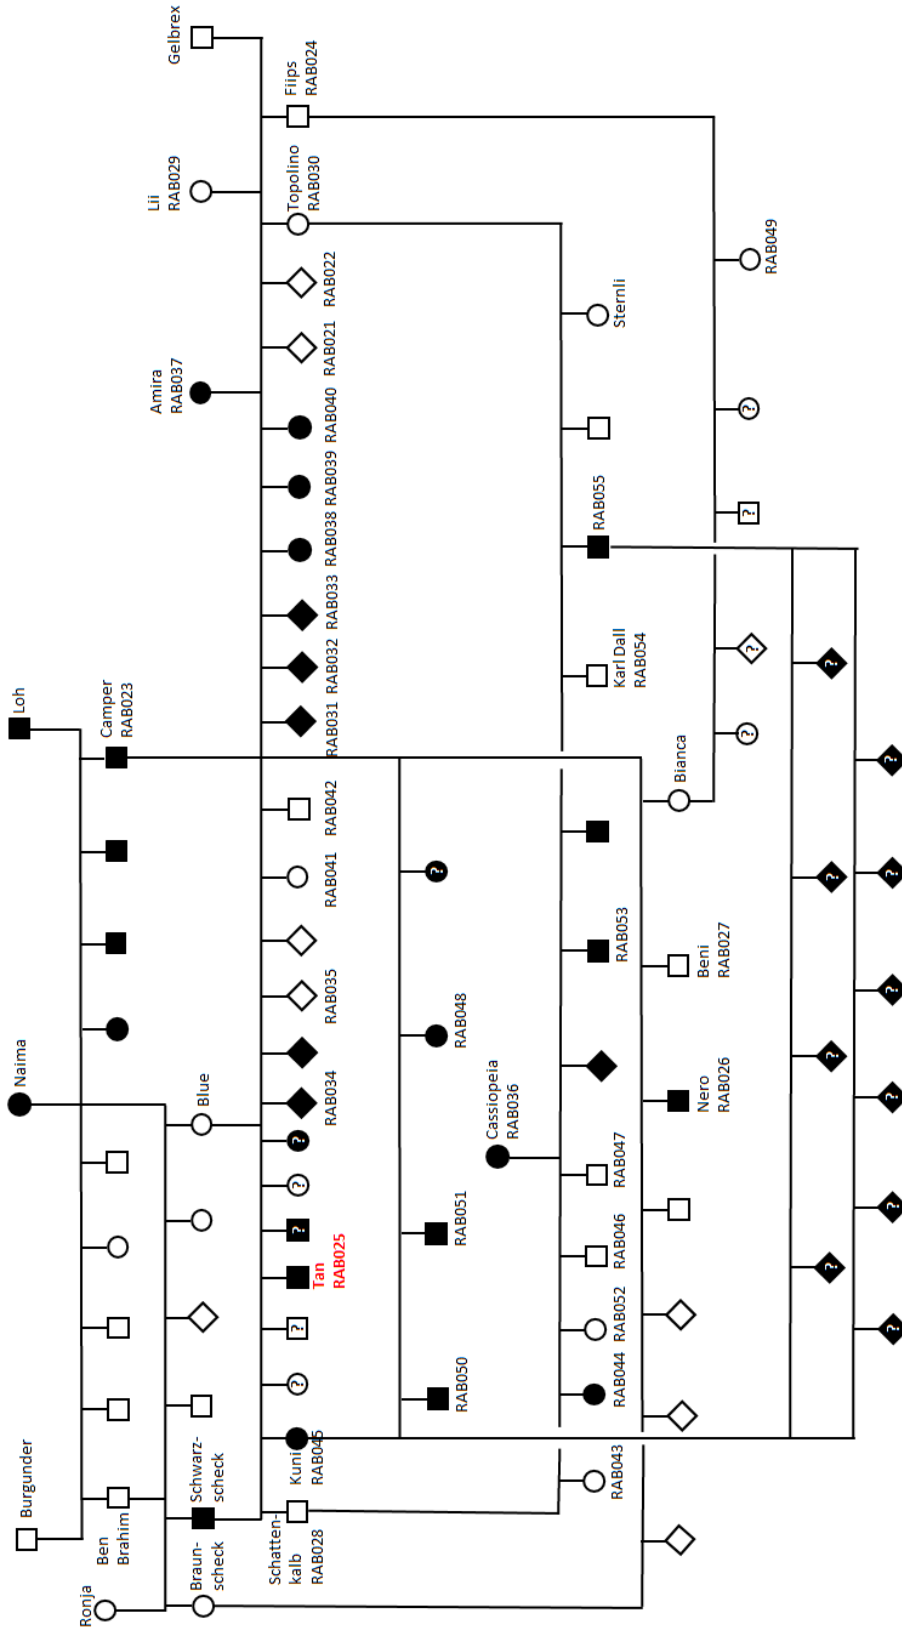 Ronja
Burgunder
Naima
Loh
Ben
Brahim
Camper
RAB023
Braun-
scheck
Schwarz-
scheck
Blue
Amira
RAB037
Lii
RAB029
Gelbrex
Schatten-
kalb
RAB028
Kuni
RAB045
?
?
Tan
RAB025
?
?
?
RAB034
RAB035
RAB041
RAB042
RAB031
RAB032
RAB033
RAB038
RAB039
RAB040
RAB021
RAB022
Topolino
RAB030
Fiips
RAB024
RAB050
RAB051
RAB048
?
Cassiopeia
RAB036
RAB043
RAB044
RAB052
RAB046
RAB047
RAB053
Karl Dall
RAB054
RAB055
Sternli
Nero
RAB026
Beni
RAB027
Bianca
?
?
?
?
RAB049
?
?
?
?
?
?
?
?
?
?